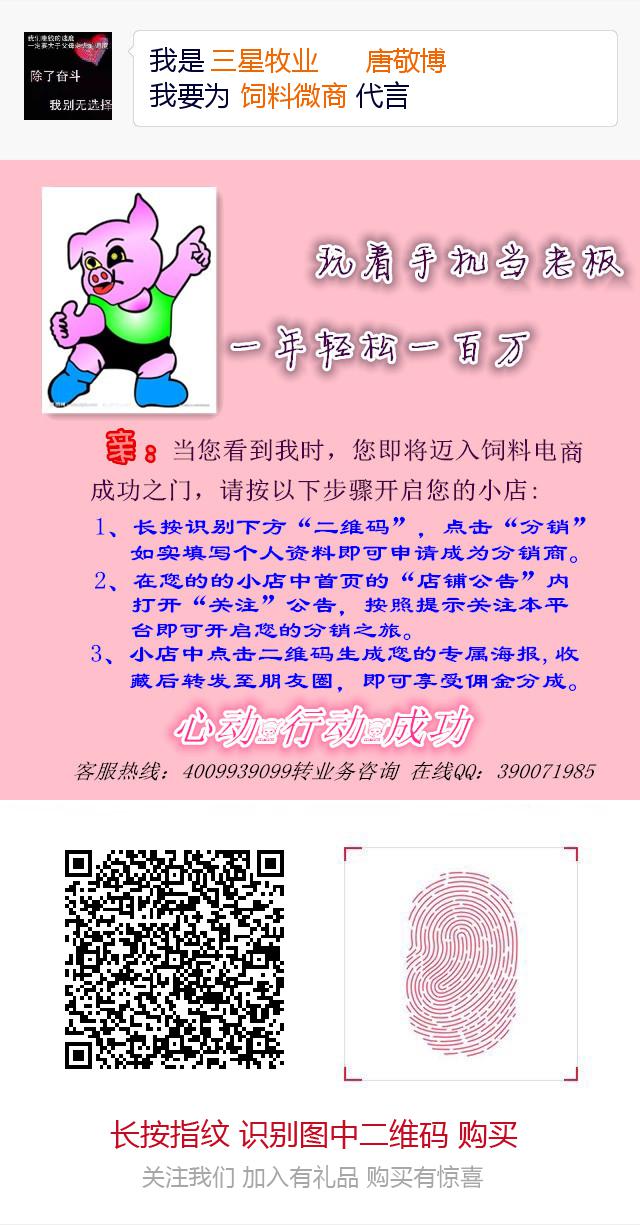 我们赚钱的速度
除了奋斗
我别无选择
我是 三星牧业 唐敬博
我要为 饲料微商 代言
玩着手机当老板
一年轻松一百万
亲：当您看到我时，您即将迈入饲料电商
成功之门，请按以下步骤开启您的小店：
1、长按识别下方“二维码”，点击“分销”
如实填写个人资料即可申请成为分销商。
2、在您的的小店中首页的“店铺公告”内
打开“关注”公告，按照提示关注本平
台即可开启您的分销之旅。
3、小店中点击二维码生成您的专属海报,收
藏后转发至朋友圈，即可享受佣金分成。
心动 行动 成功
客服热线：4009939099转业务咨询 在线QQ：390071985
长按指纹 识别图中二维码 购买
关注我们 加入有礼品 购买有惊喜